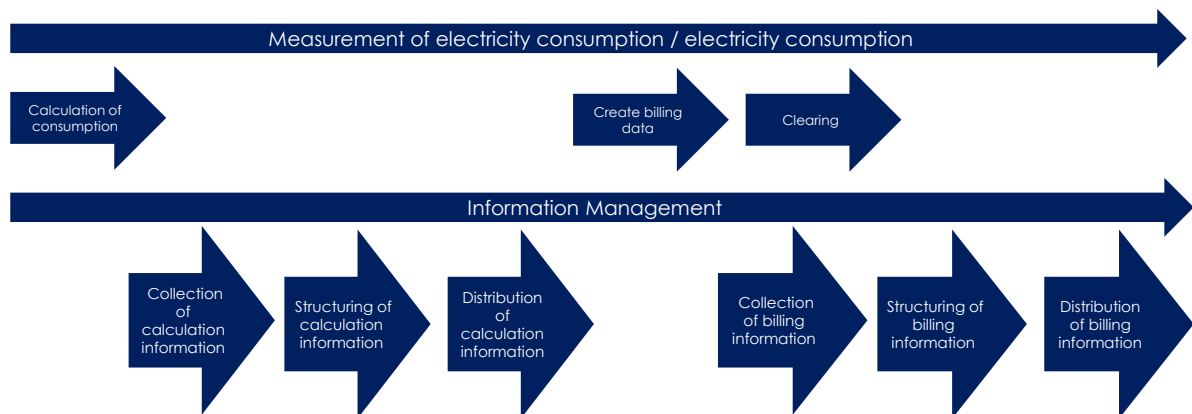 Measurement of electricity consumption / electricity consumption
Calculation of
consumption
Create billing
data
Clearing
Information Management
Collection
of
calculation
information
Structuring of
calculation
information
Distribution
of
calculation
information
Collection
of billing
information
Structuring of
billing
information
Distribution
of billing
information